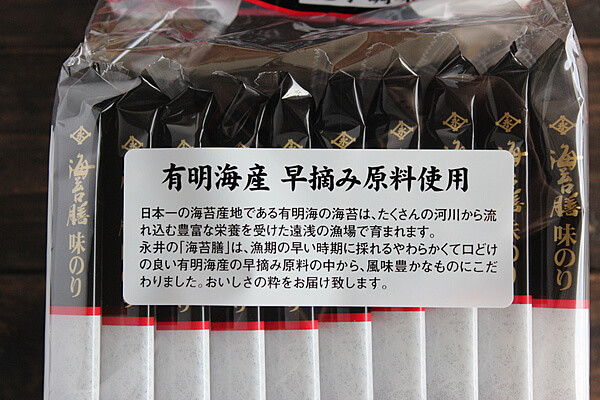 有明海産 早摘み原料使用
日本一の海苔産地である有明海の海苔は、たくさんの河川から流
れ込む豊富な栄養を受けた遠浅の漁場で育まれます。
永井の「海苔膳」は、漁期の早い時期に採れるやわらかくて口どけ
の良い有明海産の早摘み原料の中から、風味豊かなものにこだ
わりました。おいしさの粋をお届け致します。
海苔膳 味のり
海苔膳 味のり